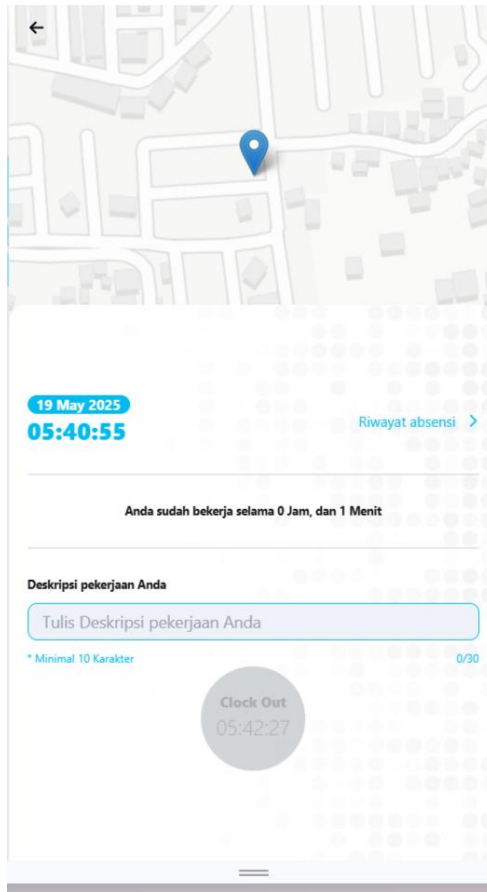 19 May 2025
05:40:55
Riwayat absensi
Anda sudah bekerja selama 0 Jam, dan 1 Menit
Deskripsi pekerjaan Anda
Tulis Deskripsi pekerjaan Anda
* Minimal 10 Karakter
0/30
Clock Out
05:42:27